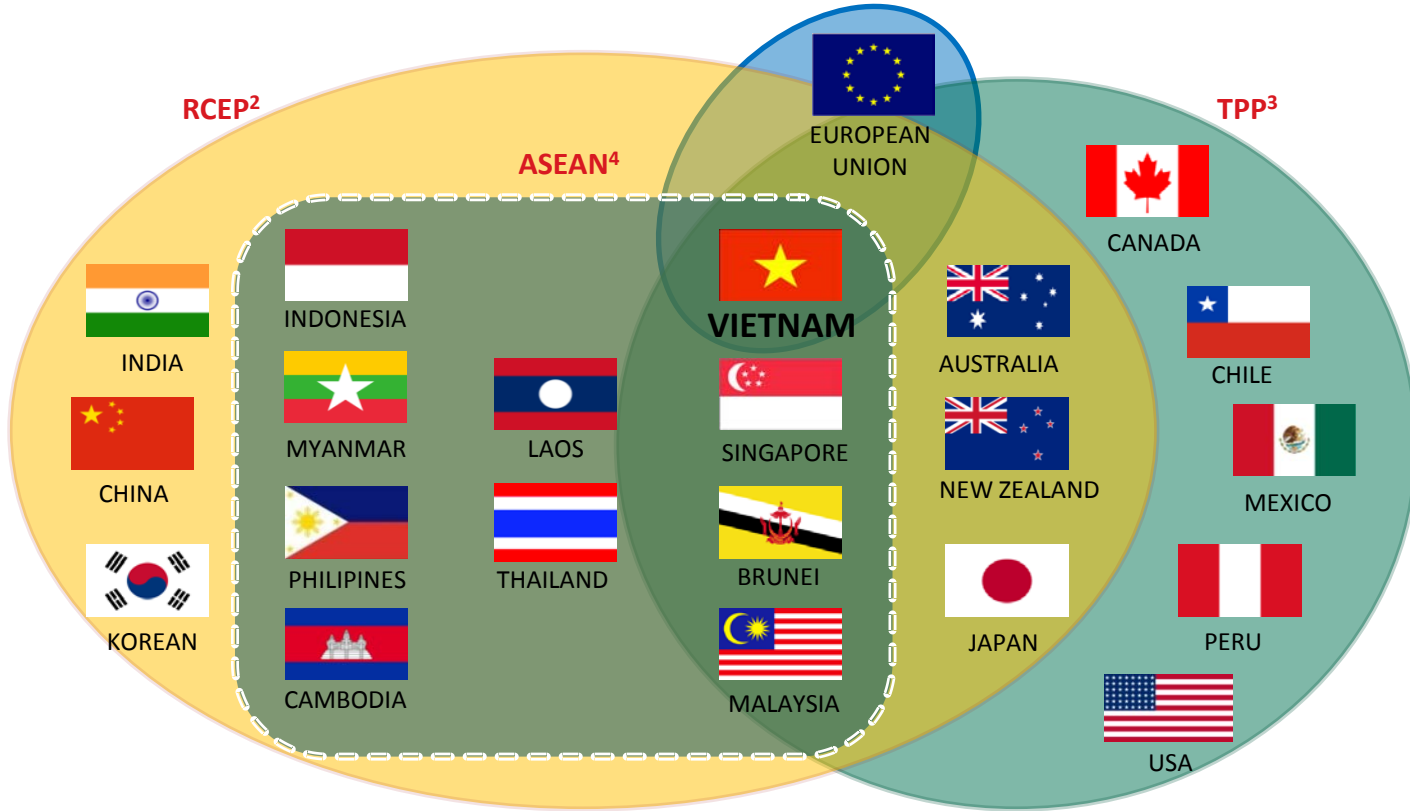 RCEP²
TPP³
ASEAN⁴
EUROPEAN
UNION
CANADA
INDIA
INDONESIA
VIETNAM
AUSTRALIA
CHILE
CHINA
MYANMAR
LAOS
SINGAPORE
NEW ZEALAND
MEXICO
KOREAN
PHILIPINES
THAILAND
BRUNEI
JAPAN
PERU
CAMBODIA
MALAYSIA
USA